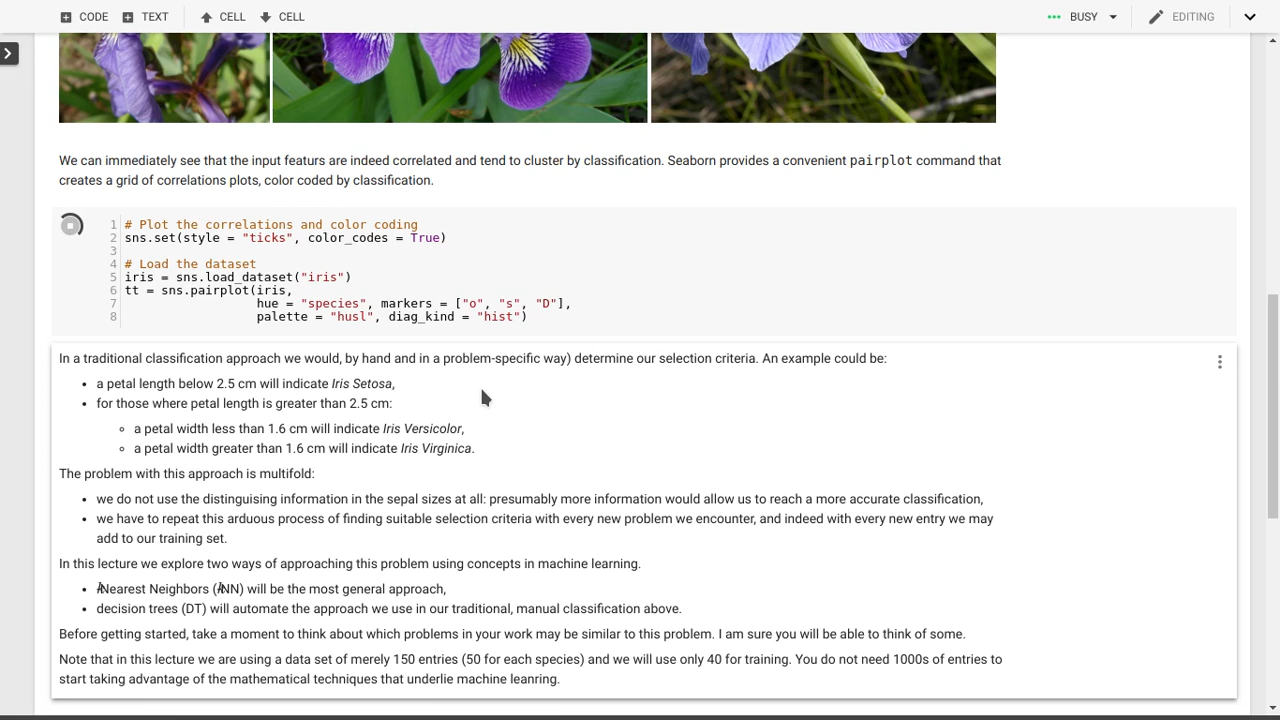 CODE TEXT CELL CELL BUSY EDITING
We can immediately see that the input featurs are indeed correlated and tend to cluster by classification. Seaborn provides a convenient pairplot command that
creates a grid of correlations plots, color coded by classification.
1 # Plot the correlations and color coding
2 sns.set(style = "ticks", color_codes = True)
3
4 # Load the dataset
5 iris = sns.load_dataset("iris")
6 tt = sns.pairplot(iris,
7 hue = "species", markers = ["o", "s", "D"],
8 palette = "husl", diag_kind = "hist")
In a traditional classification approach we would, by hand and in a problem-specific way) determine our selection criteria. An example could be:
• a petal length below 2.5 cm will indicate Iris Setosa,
• for those where petal length is greater than 2.5 cm:
◦ a petal width less than 1.6 cm will indicate Iris Versicolor,
◦ a petal width greater than 1.6 cm will indicate Iris Virginica.
The problem with this approach is multifold:
• we do not use the distinguising information in the sepal sizes at all: presumably more information would allow us to reach a more accurate classification,
• we have to repeat this arduous process of finding suitable selection criteria with every new problem we encounter, and indeed with every new entry we may
add to our training set.
In this lecture we explore two ways of approaching this problem using concepts in machine learning.
• kNearest Neighbors (kNN) will be the most general approach,
• decision trees (DT) will automate the approach we use in our traditional, manual classification above.
Before getting started, take a moment to think about which problems in your work may be similar to this problem. I am sure you will be able to think of some.
Note that in this lecture we are using a data set of merely 150 entries (50 for each species) and we will use only 40 for training. You do not need 1000s of entries to
start taking advantage of the mathematical techniques that underlie machine leanring.